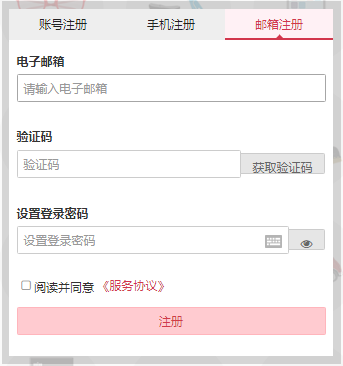 账号注册 手机注册 邮箱注册
电子邮箱
请输入电子邮箱
验证码
验证码 获取验证码
设置登录密码
设置登录密码
阅读并同意 《服务协议》
注册